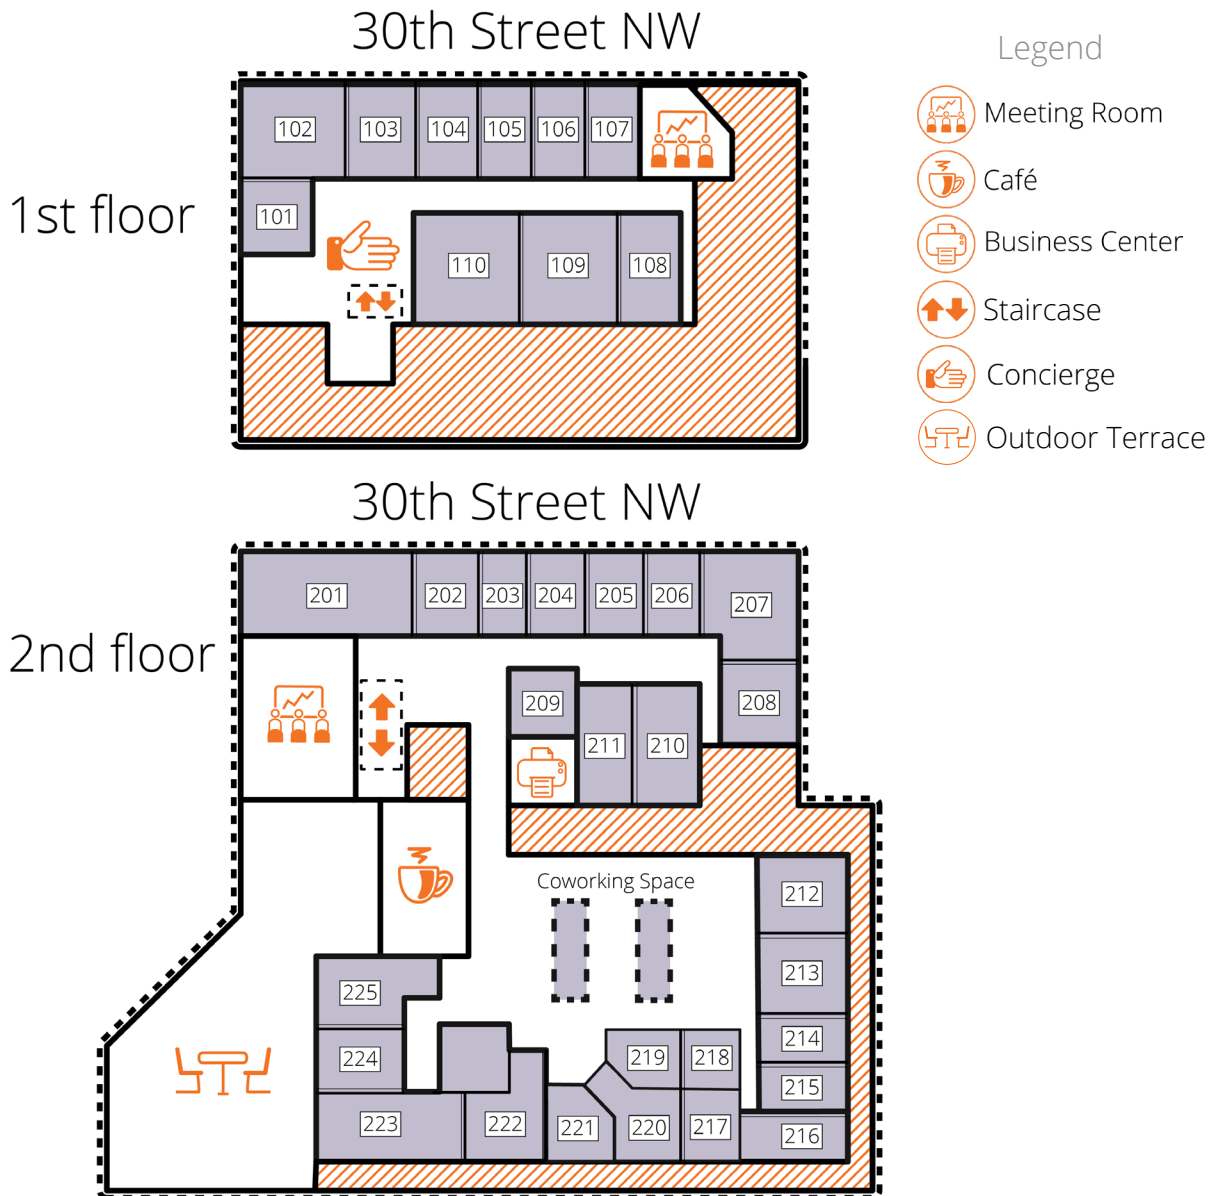 30th Street NW
Legend
Meeting Room
Café
Business Center
Staircase
Concierge
Outdoor Terrace
1st floor
102
103
104
105
106
107
101
110
109
108
30th Street NW
2nd floor
201
202
203
204
205
206
207
208
209
211
210
Coworking Space
212
213
214
215
216
225
224
223
222
221
220
219
218
217